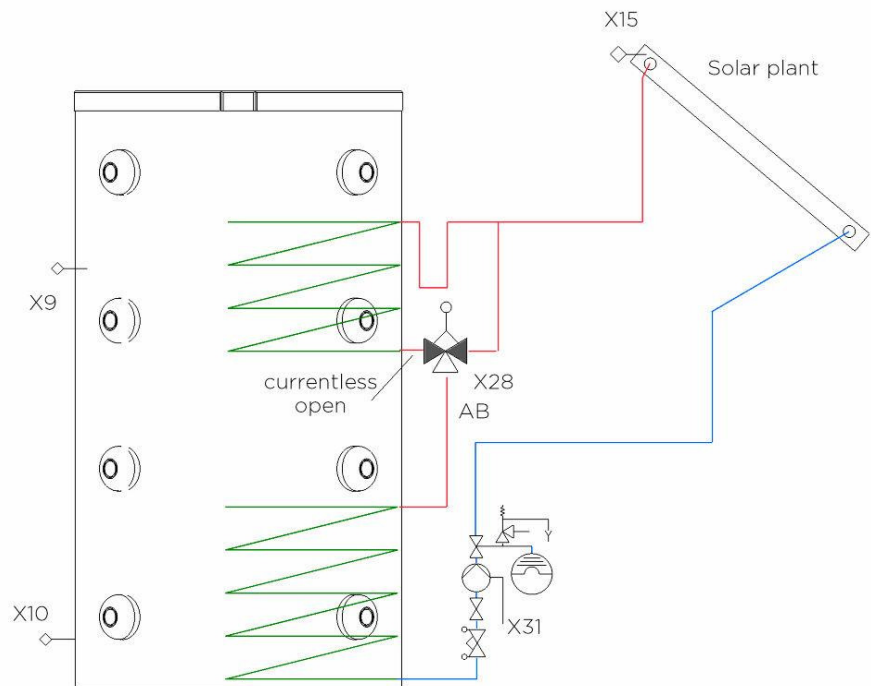 X15
Solar plant
X9
currentless
open
X28
AB
X10
X31